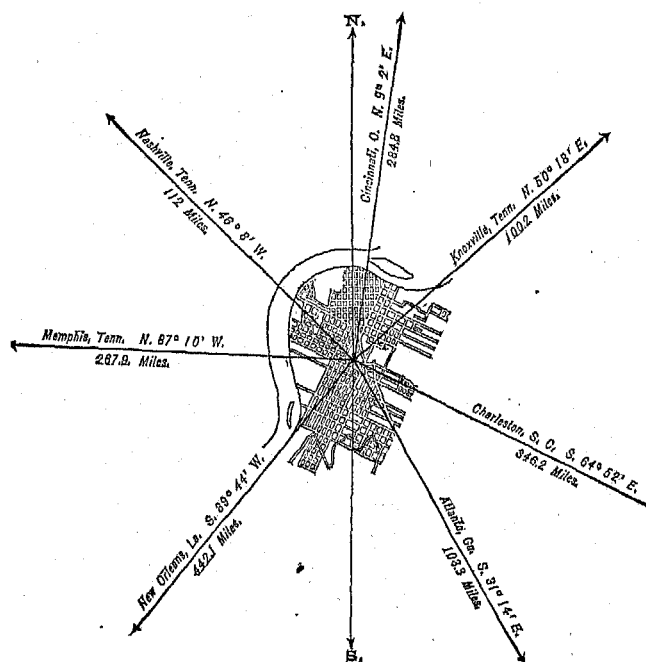 N.
Cincinnati, O. N. 9° 2' E.
284.8 Miles.
Nashville, Tenn. N. 46° 8' W.
112 Miles.
Knoxville, Tenn. N. 50° 18' E.
100.2 Miles.
Memphis, Tenn. N. 87° 10' W.
267.9 Miles.
Charleston, S. C. S. 64° 52' E.
346.2 Miles.
New Orleans, La. S. 39° 44' W.
442.1 Miles.
Atlanta, Ga. S. 31° 14' E.
103.3 Miles.
S.